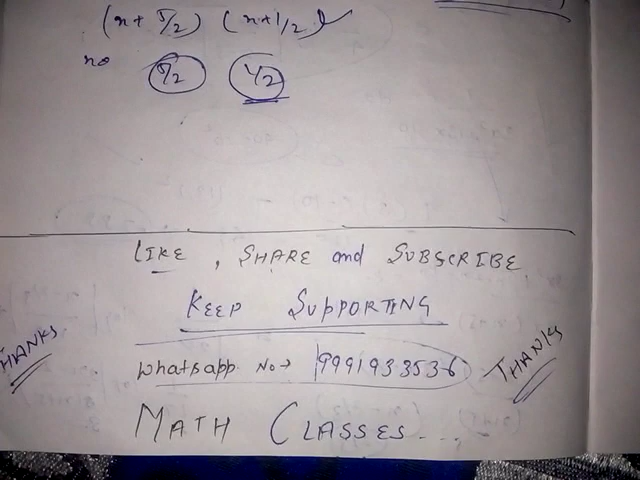 (x + 5/2) (x + 1/2)
no 5/2 1/2
LIKE , SHARE and SUBSCRIBE
KEEP SUPPORTING
THANKS
Whatsapp No→ 9991933536
THANKS
MATH CLASSES....